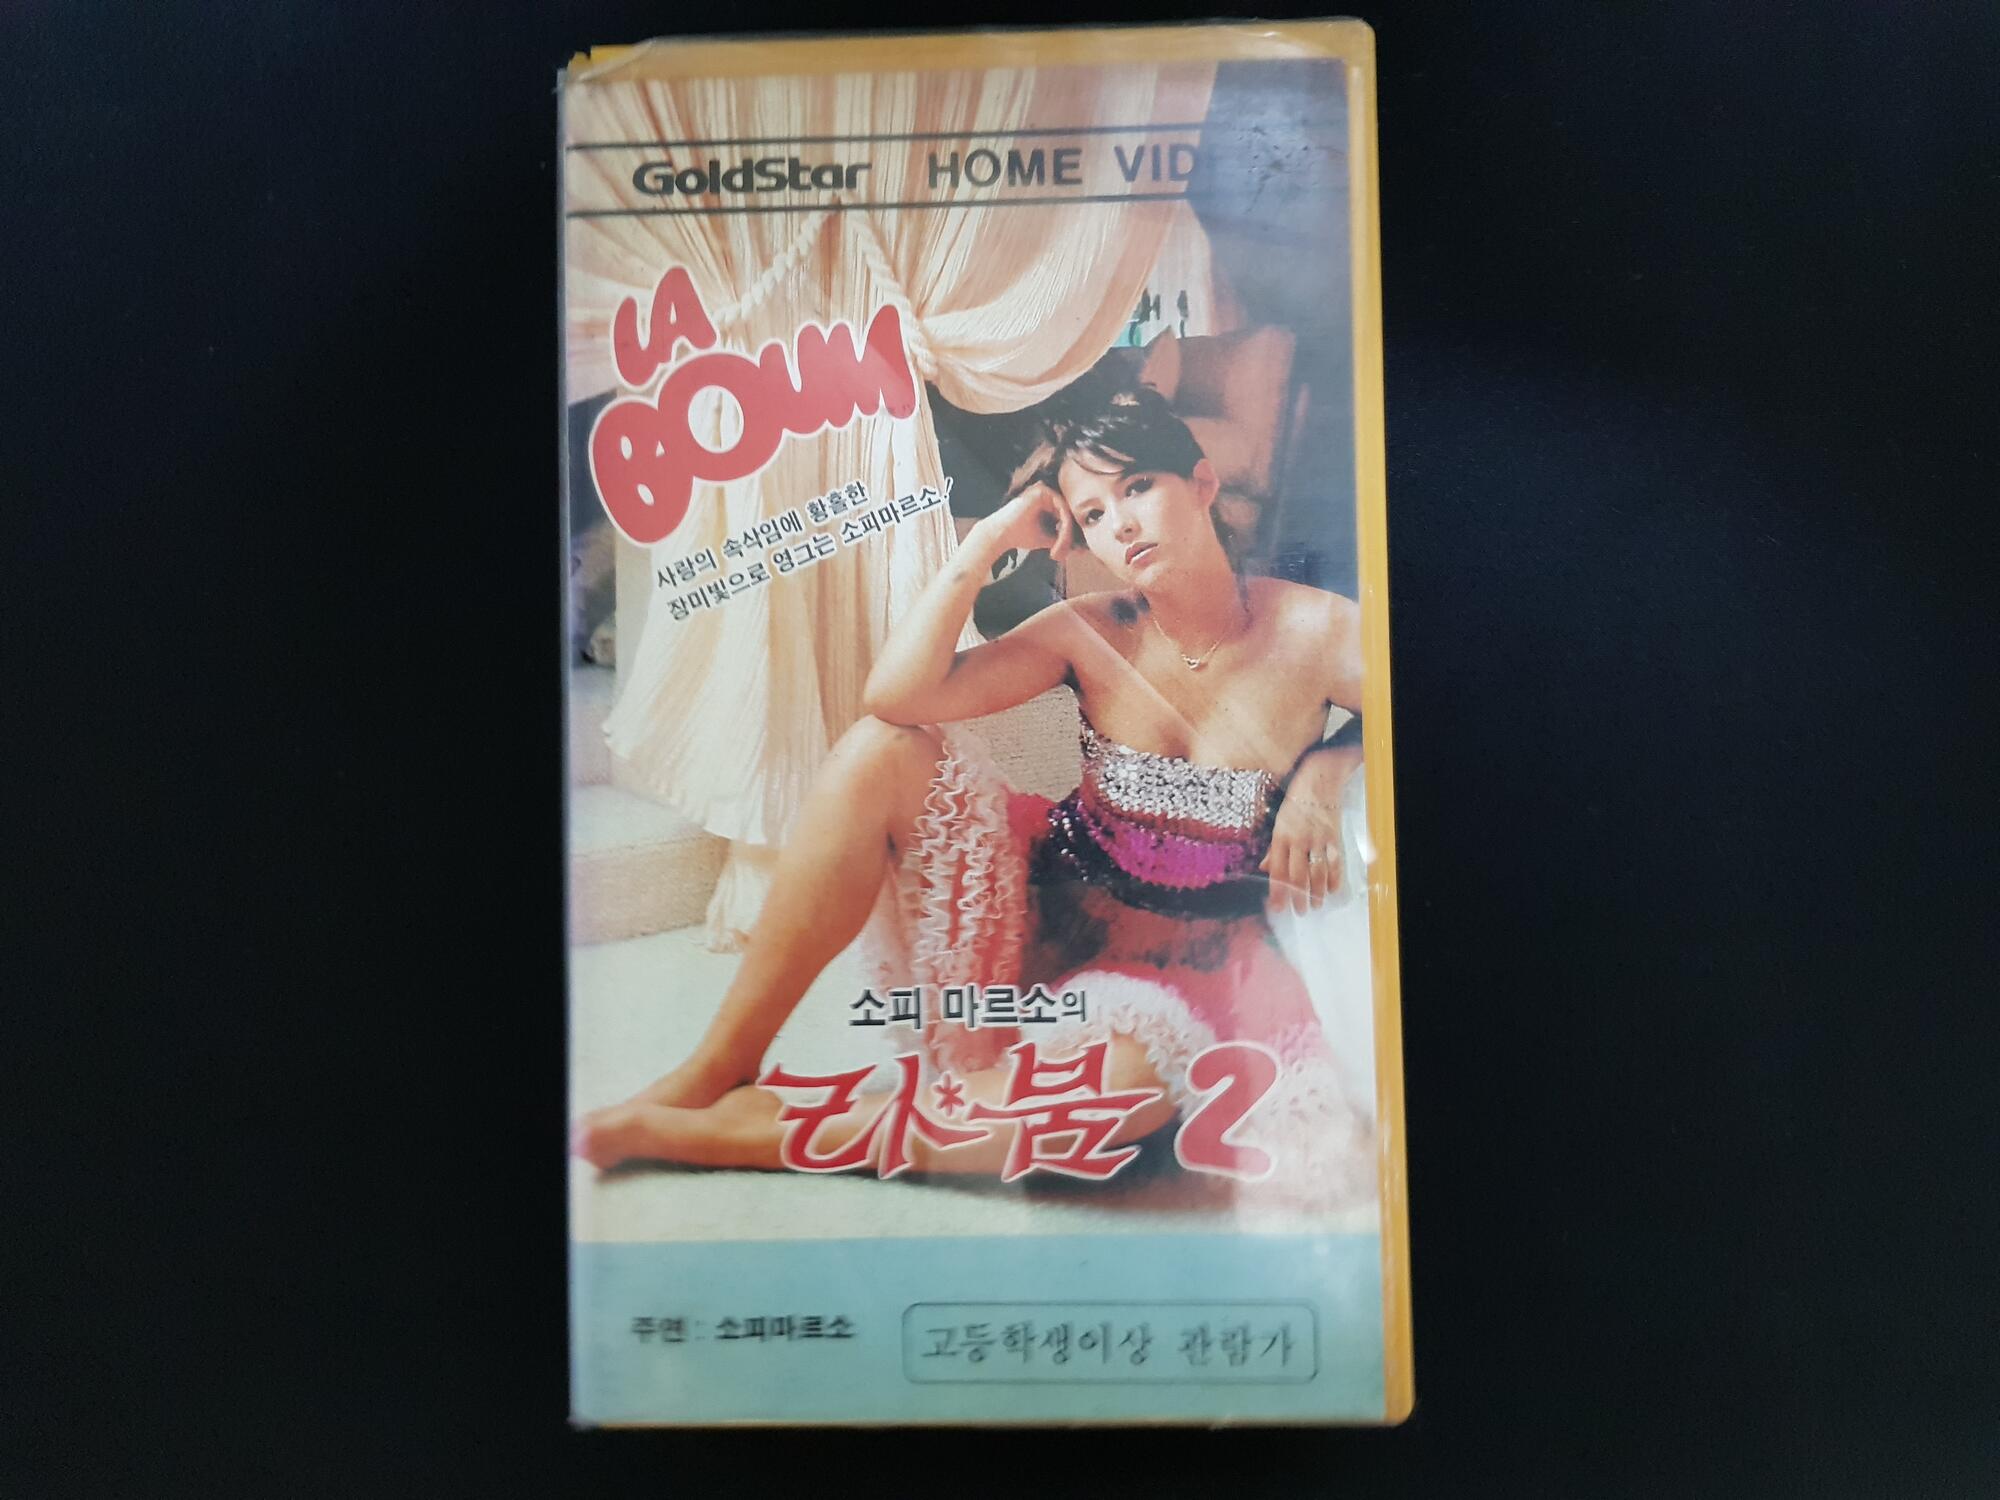 GoldStar HOME VID
LA
BOUM
사랑의 속삭임에 황홀한
장미빛으로 영그는 소피마르소!
소피 마르소의
라*붐 2
주연 : 소피마르소
고등학생이상 관람가